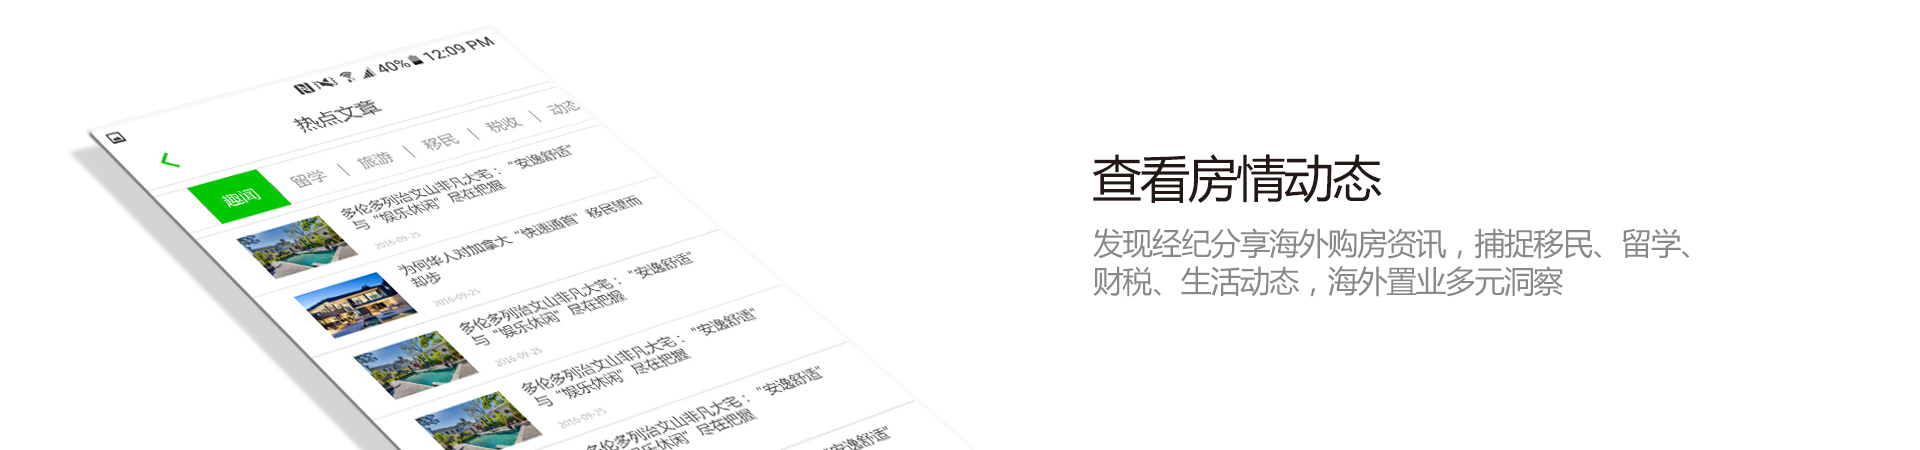 40% 12:09 PM
热点文章
趣闻
留学 | 旅游 | 移民 | 税收 | 动态
多伦多列治文山非凡大宅：“安逸舒适”
与“娱乐休闲”尽在把握
2016-09-25
为何华人对加拿大“快速通首”移民望而
却步
2016-09-25
多伦多列治文山非凡大宅：“安逸舒适”
与“娱乐休闲”尽在把握
2016-09-25
多伦多列治文山非凡大宅：“安逸舒适”
与“娱乐休闲”尽在把握
2016-09-25
多伦多列治文山非凡大宅：“安逸舒适”
娱乐休闲”尽在把握
安逸舒适”
查看房情动态
发现经纪分享海外购房资讯，捕捉移民、留学、
财税、生活动态，海外置业多元洞察